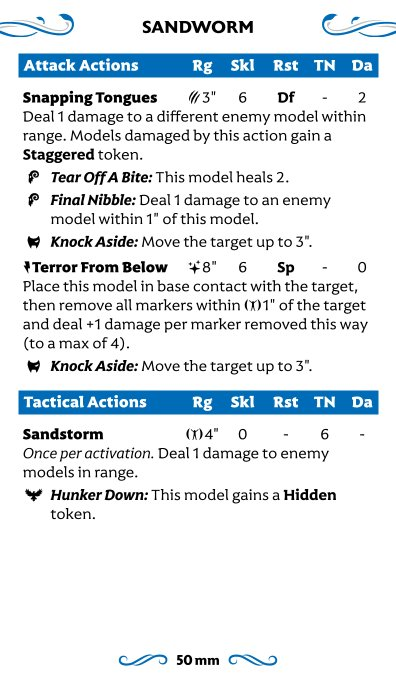 SANDWORM
Attack Actions Rg Skl Rst TN Da
Snapping Tongues 3" 6 Df - 2
Deal 1 damage to a different enemy model within
range. Models damaged by this action gain a
Staggered token.
Tear Off A Bite: This model heals 2.
Final Nibble: Deal 1 damage to an enemy
model within 1" of this model.
Knock Aside: Move the target up to 3".
Terror From Below 8" 6 Sp - 0
Place this model in base contact with the target,
then remove all markers within 1" of the target
and deal +1 damage per marker removed this way
(to a max of 4).
Knock Aside: Move the target up to 3".
Tactical Actions Rg Skl Rst TN Da
Sandstorm 4" 0 - 6 -
Once per activation. Deal 1 damage to enemy
models in range.
Hunker Down: This model gains a Hidden
token.
50 mm